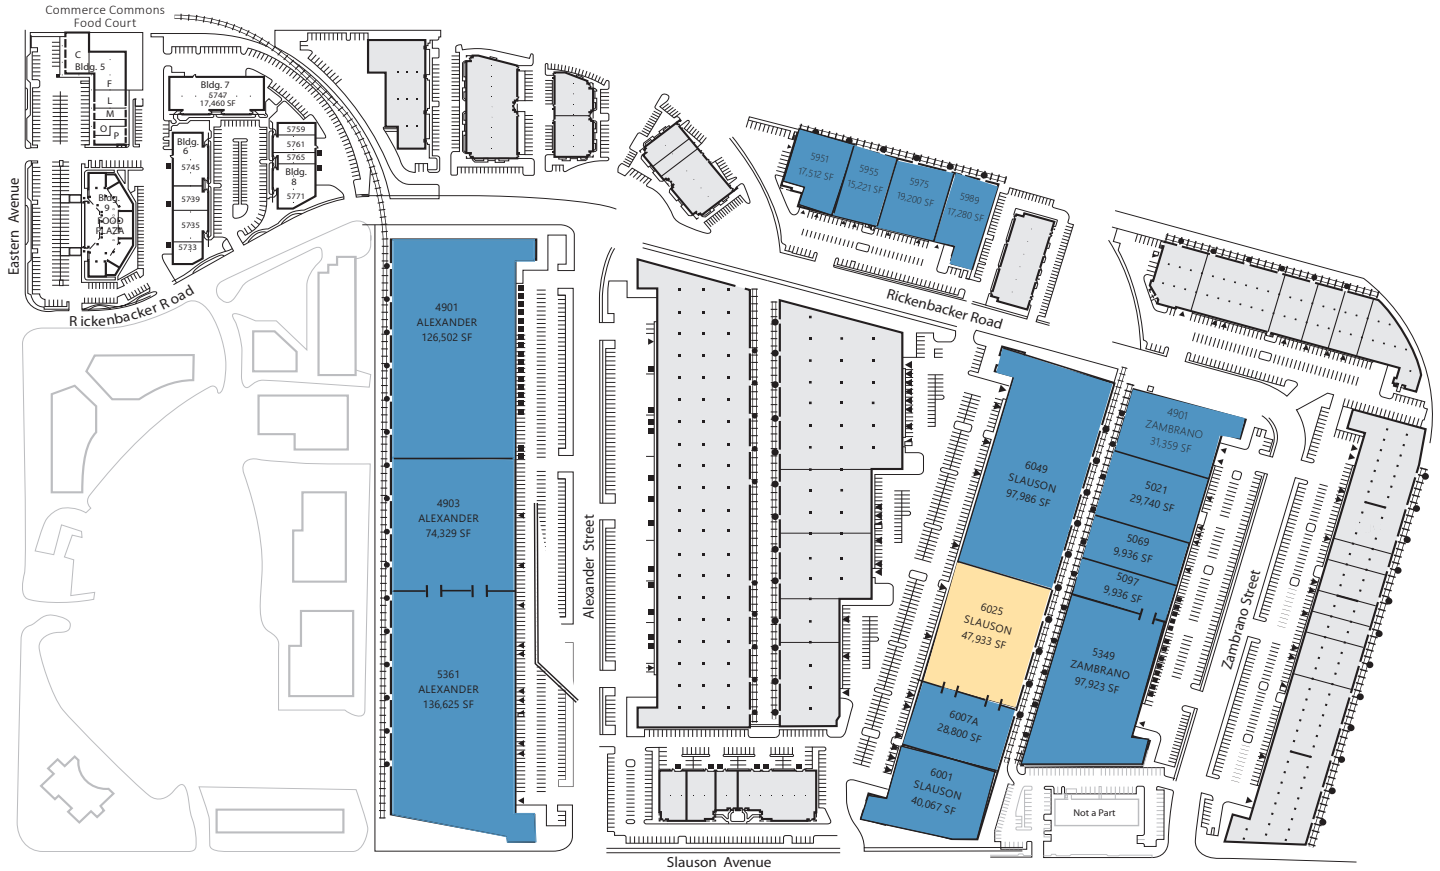 Commerce Commons
Food Court
C
Bldg. 5
F
L
M
O
P
Bldg. 7
5747
17,460 SF
Bldg.
6
5745
5739
5735
5733
5759
5761
5765
Bldg.
8
5771
Bldg.
9
FOOD
PLAZA
Eastern Avenue
Rickenbacker Road
4901
ALEXANDER
126,502 SF
4903
ALEXANDER
74,329 SF
5361
ALEXANDER
136,625 SF
Alexander Street
5951
17,512 SF
5955
15,221 SF
5975
19,200 SF
5989
17,280 SF
Rickenbacker Road
6049
SLAUSON
97,986 SF
6025
SLAUSON
47,933 SF
6007A
28,800 SF
6001
SLAUSON
40,067 SF
4901
ZAMBRANO
31,359 SF
5021
29,740 SF
5069
9,936 SF
5097
9,936 SF
5349
ZAMBRANO
97,923 SF
Zambrano Street
Not a Part
Slauson Avenue